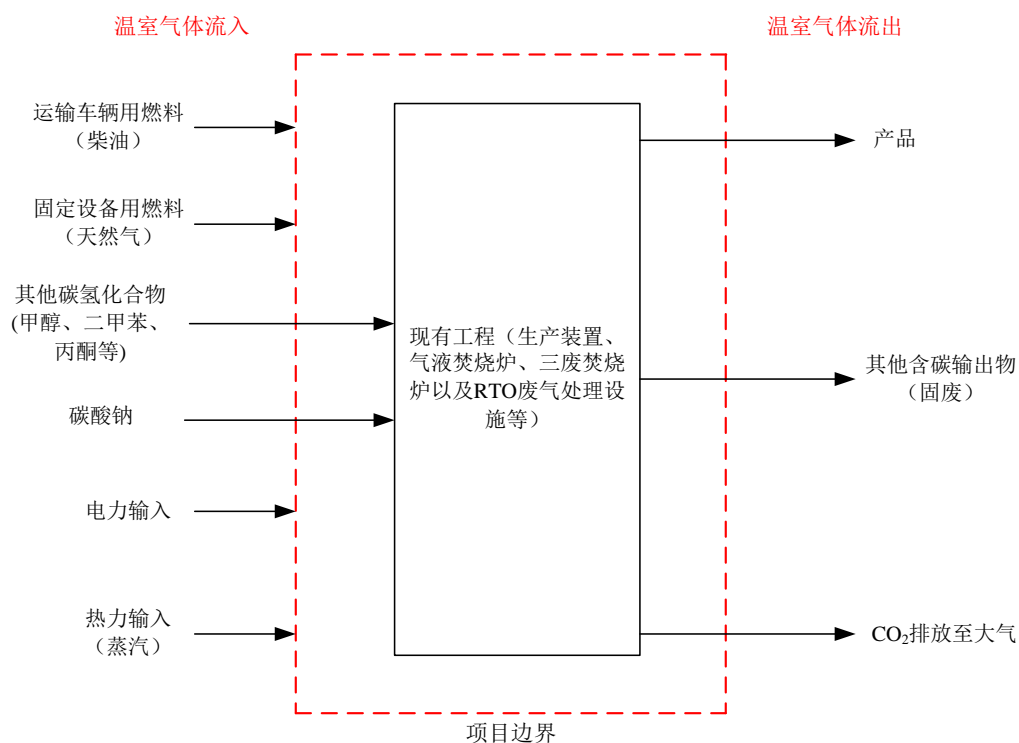 温室气体流入
温室气体流出
运输车辆用燃料
（柴油）
固定设备用燃料
（天然气）
其他碳氢化合物
(甲醇、二甲苯、
丙酮等)
碳酸钠
电力输入
热力输入
（蒸汽）
现有工程（生产装置、
气液焚烧炉、三废焚烧
炉以及RTO废气处理设
施等）
产品
其他含碳输出物
（固废）
CO₂排放至大气
项目边界